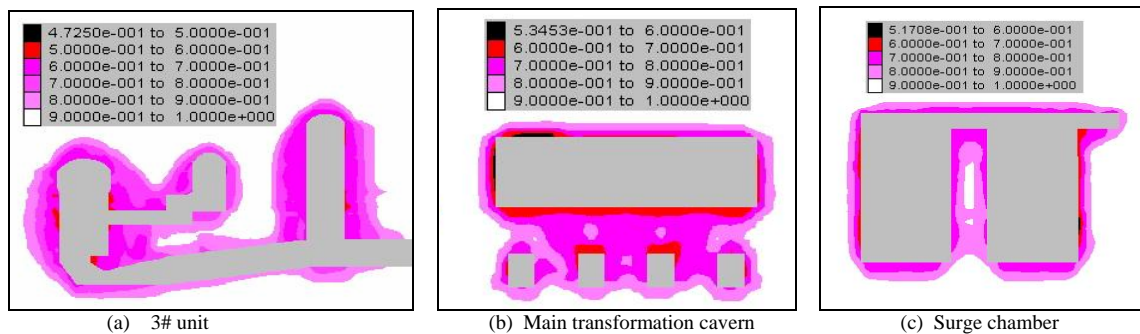 4.7250e-001 to 5.0000e-001
5.0000e-001 to 6.0000e-001
6.0000e-001 to 7.0000e-001
7.0000e-001 to 8.0000e-001
8.0000e-001 to 9.0000e-001
9.0000e-001 to 1.0000e+000
5.3453e-001 to 6.0000e-001
6.0000e-001 to 7.0000e-001
7.0000e-001 to 8.0000e-001
8.0000e-001 to 9.0000e-001
9.0000e-001 to 1.0000e+000
5.1708e-001 to 6.0000e-001
6.0000e-001 to 7.0000e-001
7.0000e-001 to 8.0000e-001
8.0000e-001 to 9.0000e-001
9.0000e-001 to 1.0000e+000
(a) 3# unit
(b) Main transformation cavern
(c) Surge chamber